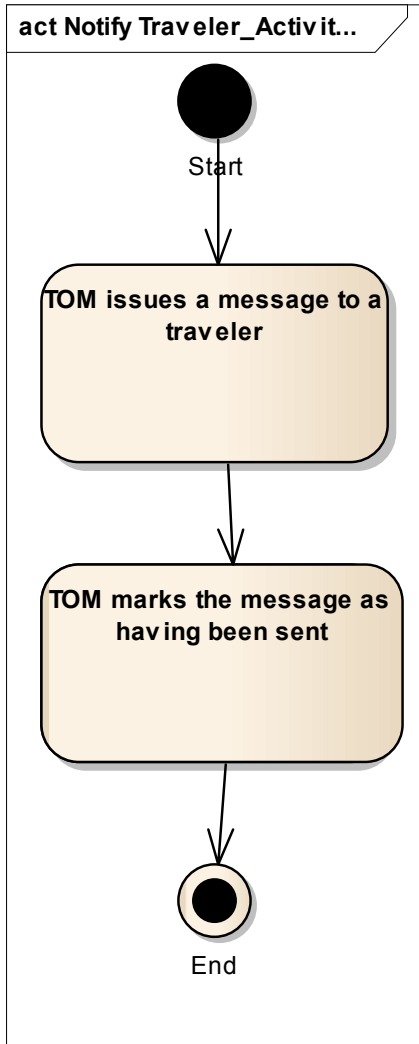 act Notify Traveler_Activit...
Start
TOM issues a message to a
traveler
TOM marks the message as
having been sent
End